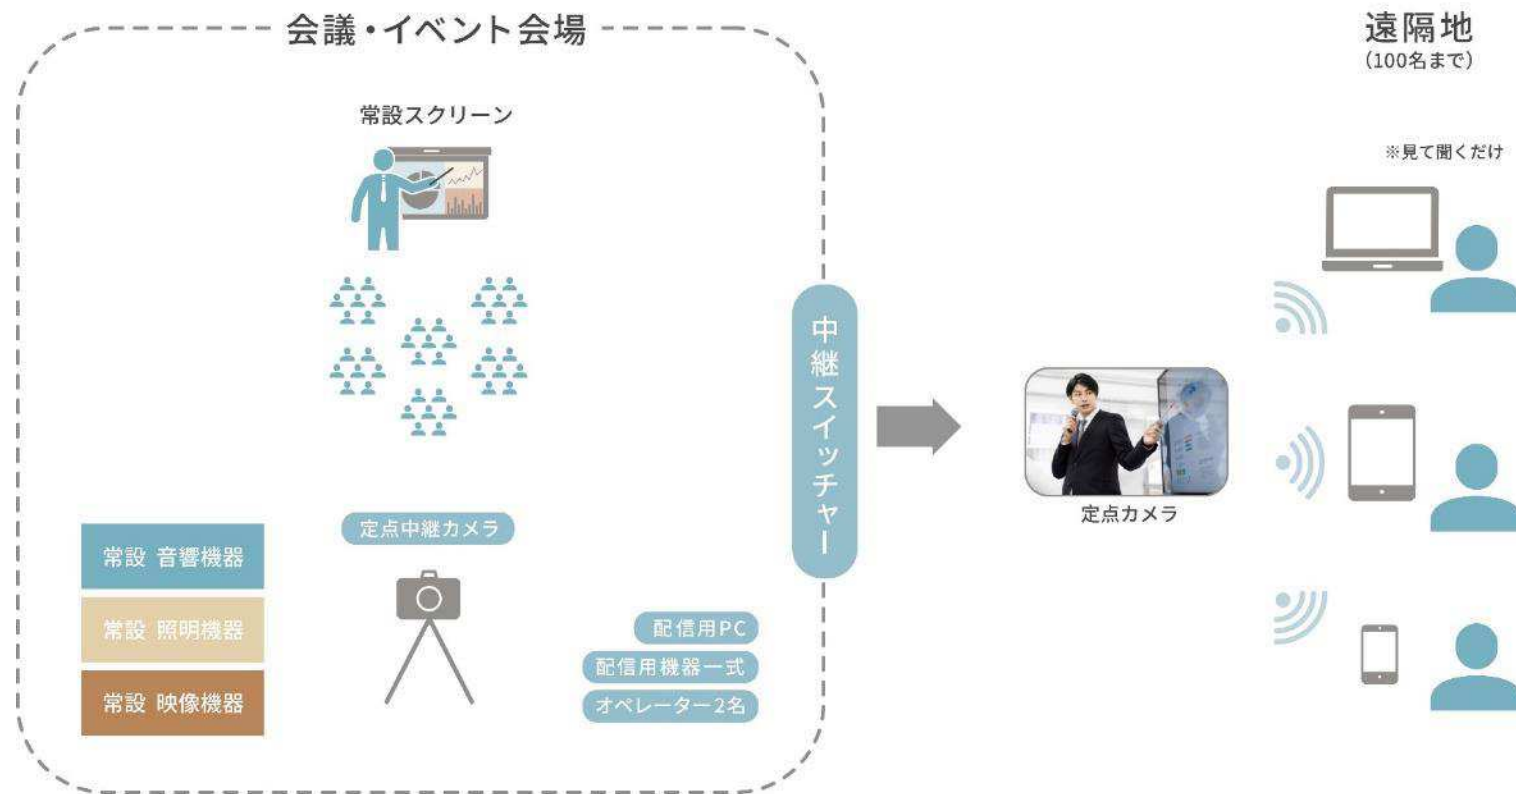 会議・イベント会場
常設スクリーン
定点中継カメラ
常設 音響機器
常設 照明機器
常設 映像機器
配信用PC
配信用機器一式
オペレーター2名
中継スイッチャー
定点カメラ
遠隔地
(100名まで)
※見て聞くだけ